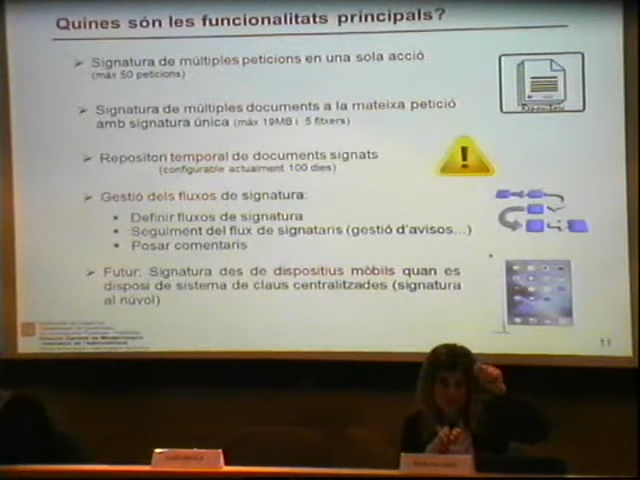 Quines són les funcionalitats principals?
➢ Signatura de múltiples peticions en una sola acció
(màx 50 peticions)
➢ Signatura de múltiples documents a la mateixa petició
amb signatura única (màx 19MB i 5 fitxers)
➢ Repositori temporal de documents signats
(configurable actualment 100 dies)
➢ Gestió dels fluxos de signatura:
▪ Definir fluxos de signatura
▪ Seguiment del flux de signataris (gestió d'avisos...)
▪ Posar comentaris
➢ Futur: Signatura des de dispositius mòbils quan es
disposi de sistema de claus centralitzades (signatura
al núvol)
11